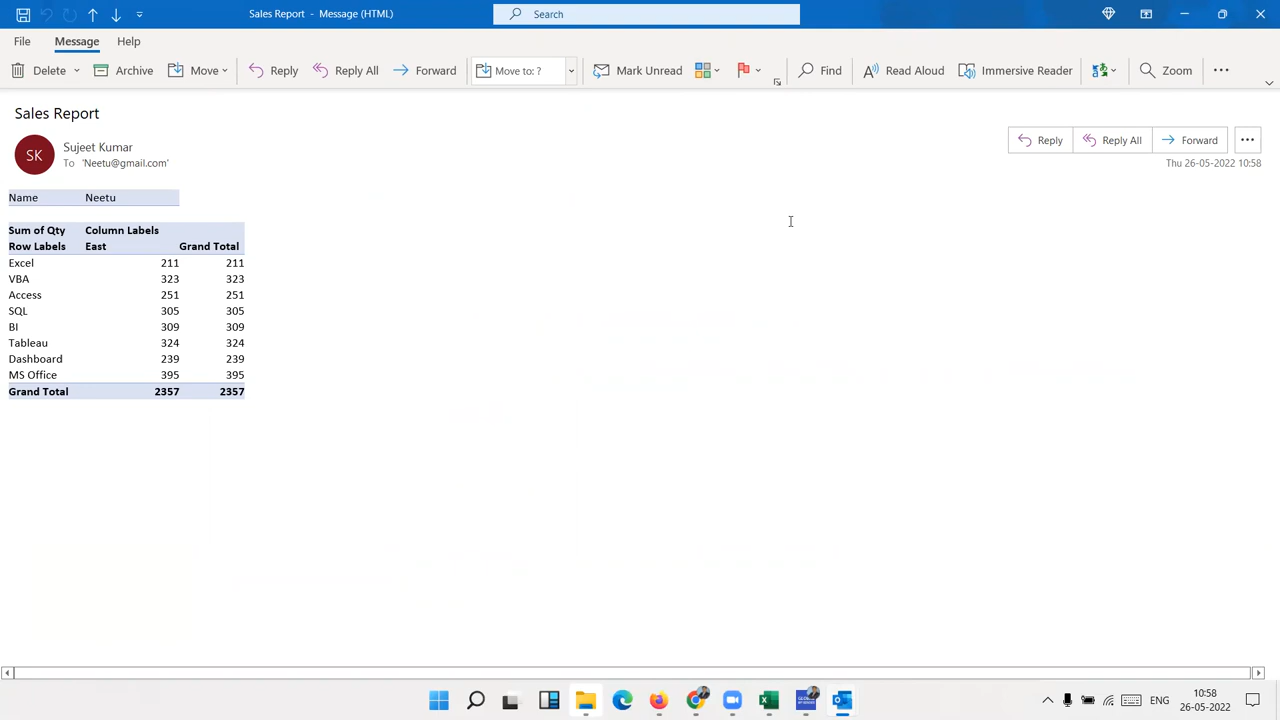 Sales Report - Message (HTML)
Search
File Message Help
Delete Archive Move Reply Reply All Forward Move to: ? Mark Unread Find Read Aloud Immersive Reader Zoom
Sales Report
SK
Sujeet Kumar
To 'Neetu@gmail.com'
Reply Reply All Forward
Thu 26-05-2022 10:58
Name Neetu
Sum of Qty Column Labels
Row Labels East Grand Total
Excel 211 211
VBA 323 323
Access 251 251
SQL 305 305
BI 309 309
Tableau 324 324
Dashboard 239 239
MS Office 395 395
Grand Total 2357 2357
ENG
10:58
26-05-2022